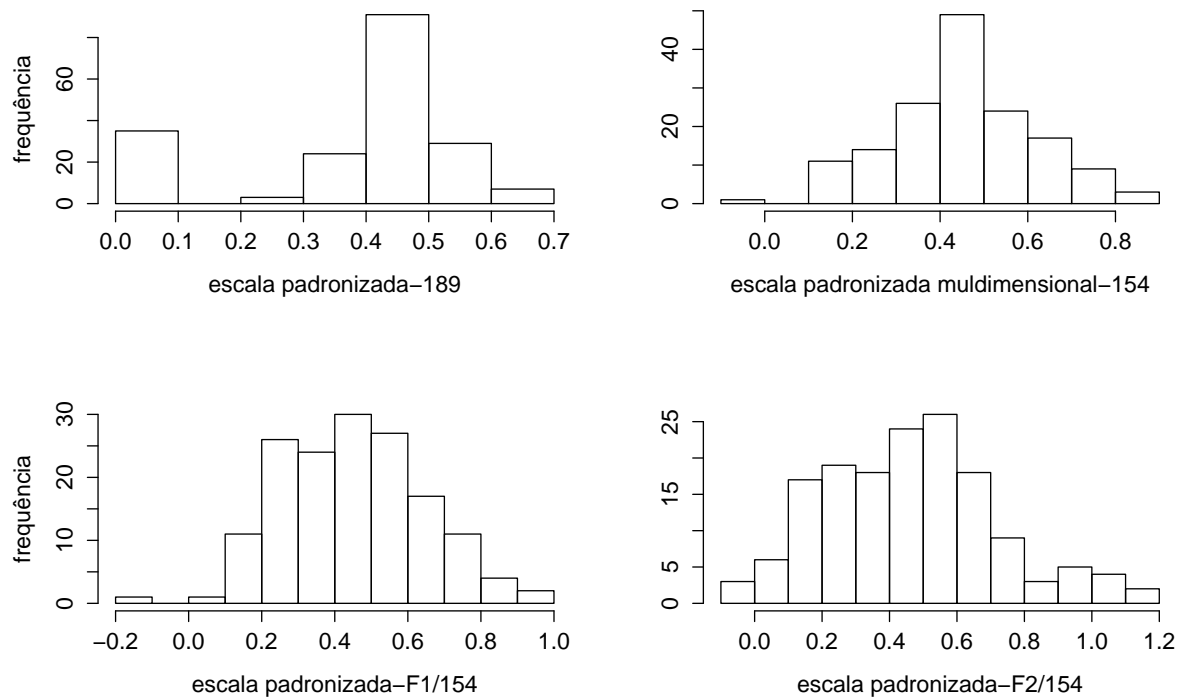 frequência
0 20 60
0.0 0.1 0.2 0.3 0.4 0.5 0.6 0.7
escala padronizada−189
0 20 40
0.0 0.2 0.4 0.6 0.8
escala padronizada muldimensional−154
frequência
0 10 20 30
−0.2 0.0 0.2 0.4 0.6 0.8 1.0
escala padronizada−F1/154
0 5 15 25
0.0 0.2 0.4 0.6 0.8 1.0 1.2
escala padronizada−F2/154